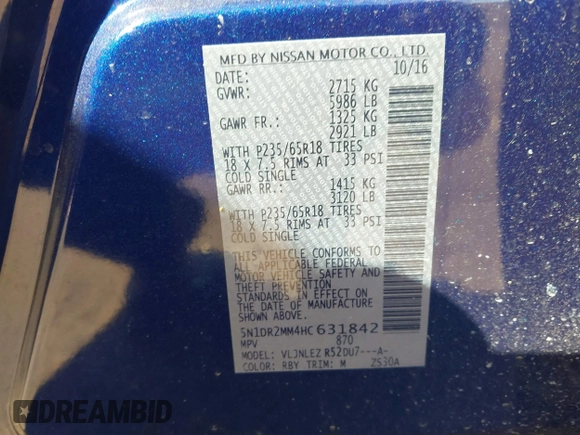 MFD BY NISSAN MOTOR CO., LTD.
DATE: 10/16
GVWR: 2715 KG
5986 LB
GAWR FR.: 1325 KG
2921 LB
WITH P235/65R18 TIRES
18 X 7.5 RIMS AT 33 PSI
COLD SINGLE
GAWR RR.: 1415 KG
3120 LB
WITH P235/65R18 TIRES
18 X 7.5 RIMS AT 33 PSI
COLD SINGLE
THIS VEHICLE CONFORMS TO
ALL APPLICABLE FEDERAL
MOTOR VEHICLE SAFETY AND
THEFT PREVENTION
STANDARDS IN EFFECT ON
THE DATE OF MANUFACTURE
SHOWN ABOVE.
5N1DR2MM4HC631842
MPV 870
MODEL: VLJNLEZ R52DU7---A-
COLOR: RBY TRIM: M ZS30A
DREAMBID